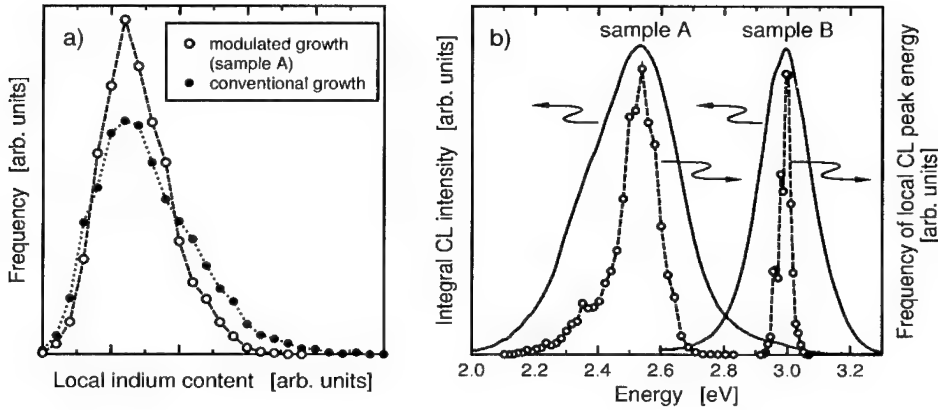 a)
modulated growth
(sample A)
conventional growth
Frequency [arb. units]
Local indium content [arb. units]
b)
sample A
sample B
Integral CL intensity [arb. units]
Frequency of local CL peak energy
[arb. units]
2.0
2.2
2.4
2.6
2.8
3.0
3.2
Energy [eV]